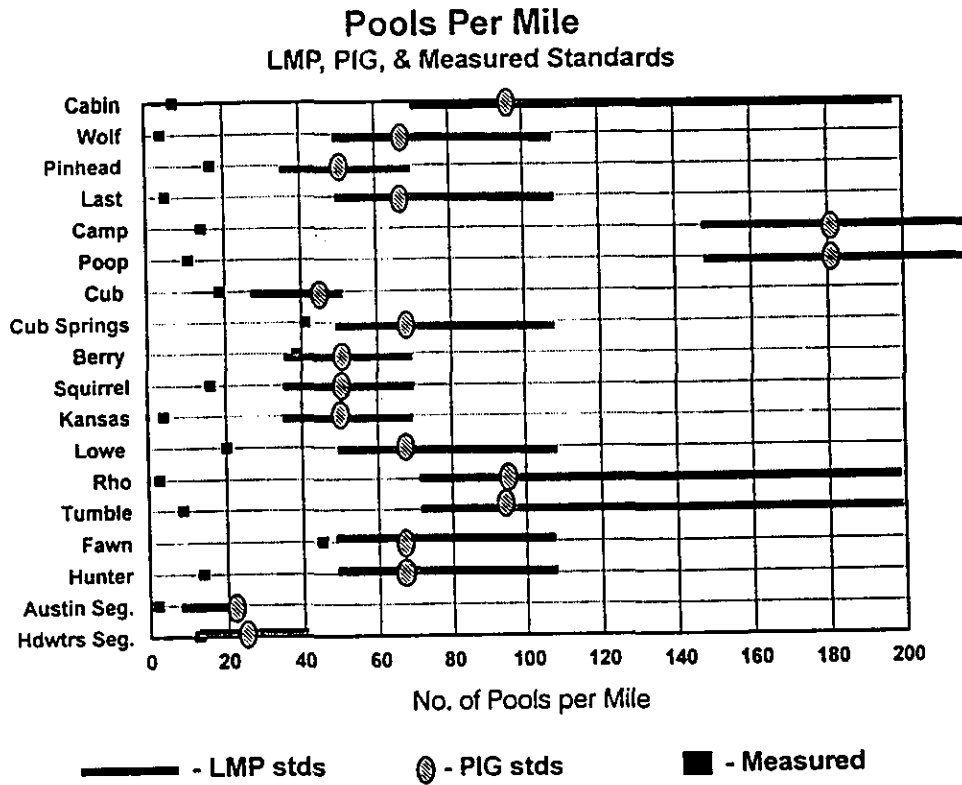 Pools Per Mile
LMP, PIG, & Measured Standards
Cabin
Wolf
Pinhead
Last
Camp
Poop
Cub
Cub Springs
Berry
Squirrel
Kansas
Lowe
Rho
Tumble
Fawn
Hunter
Austin Seg.
Hdwtrs Seg.
0 20 40 60 80 100 120 140 160 180 200
No. of Pools per Mile
- LMP stds - PIG stds - Measured